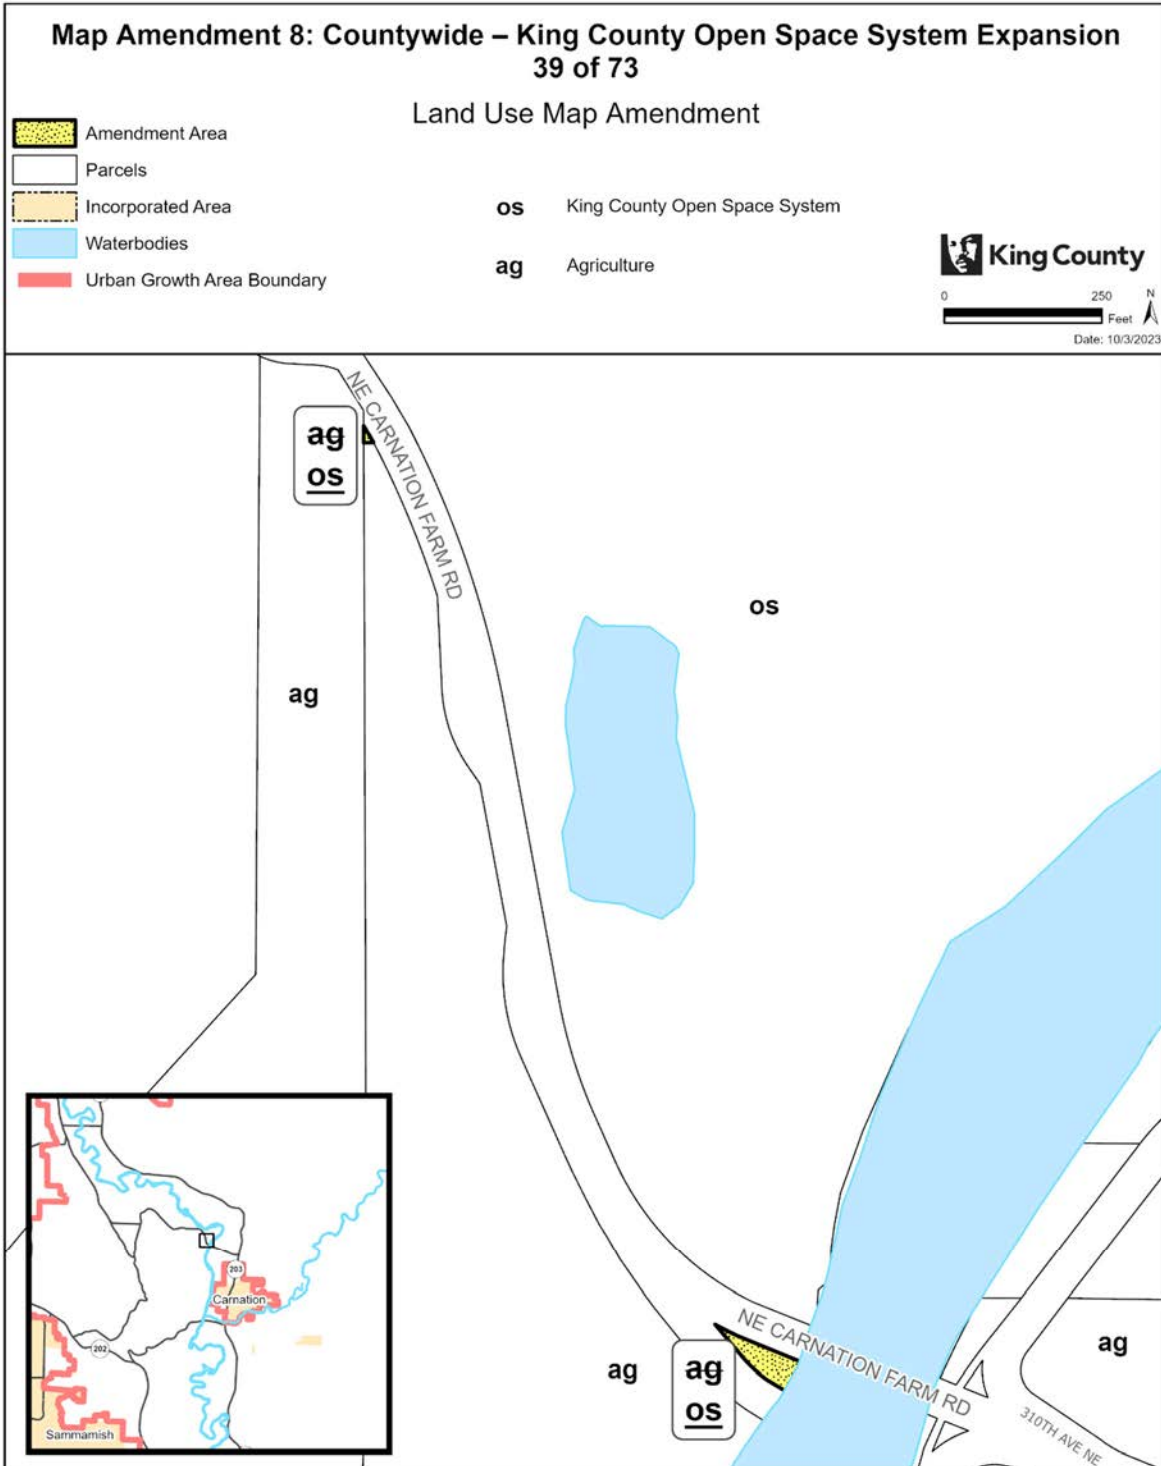 Map Amendment 8: Countywide – King County Open Space System Expansion
39 of 73
Land Use Map Amendment
Amendment Area
Parcels
Incorporated Area
Waterbodies
Urban Growth Area Boundary
os King County Open Space System
ag Agriculture
King County
0 250
Feet
N
Date: 10/3/2023
NE CARNATION FARM RD
ag
os
os
ag
NE CARNATION FARM RD
ag
ag
os
ag
310TH AVE NE
203
Carnation
202
Sammamish